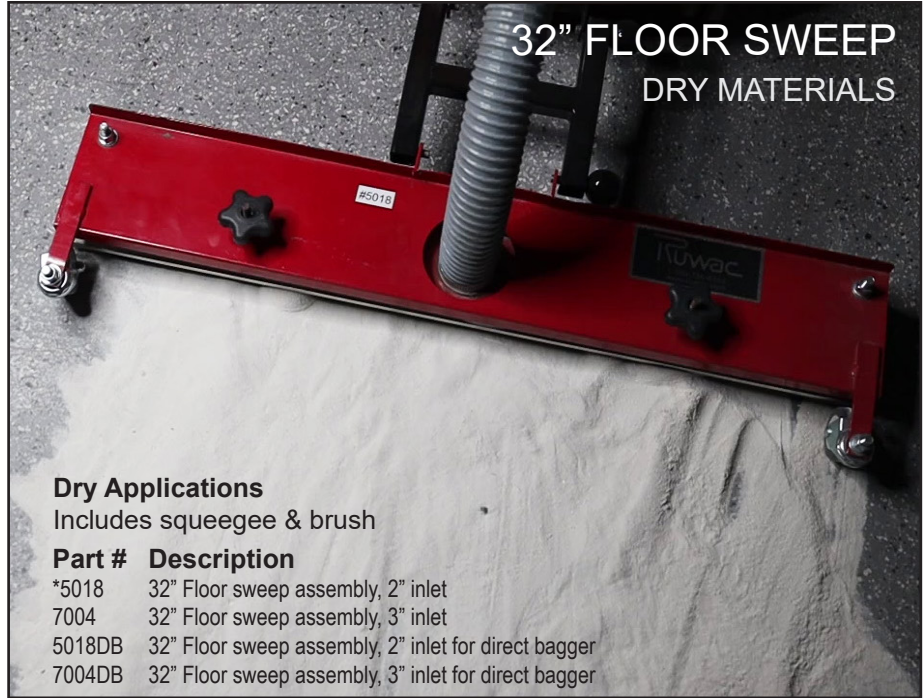 32” FLOOR SWEEP
DRY MATERIALS
#5018
Ruwac
Dry Applications
Includes squeegee & brush
Part # Description
*5018 32” Floor sweep assembly, 2” inlet
7004 32” Floor sweep assembly, 3” inlet
5018DB 32” Floor sweep assembly, 2” inlet for direct bagger
7004DB 32” Floor sweep assembly, 3” inlet for direct bagger